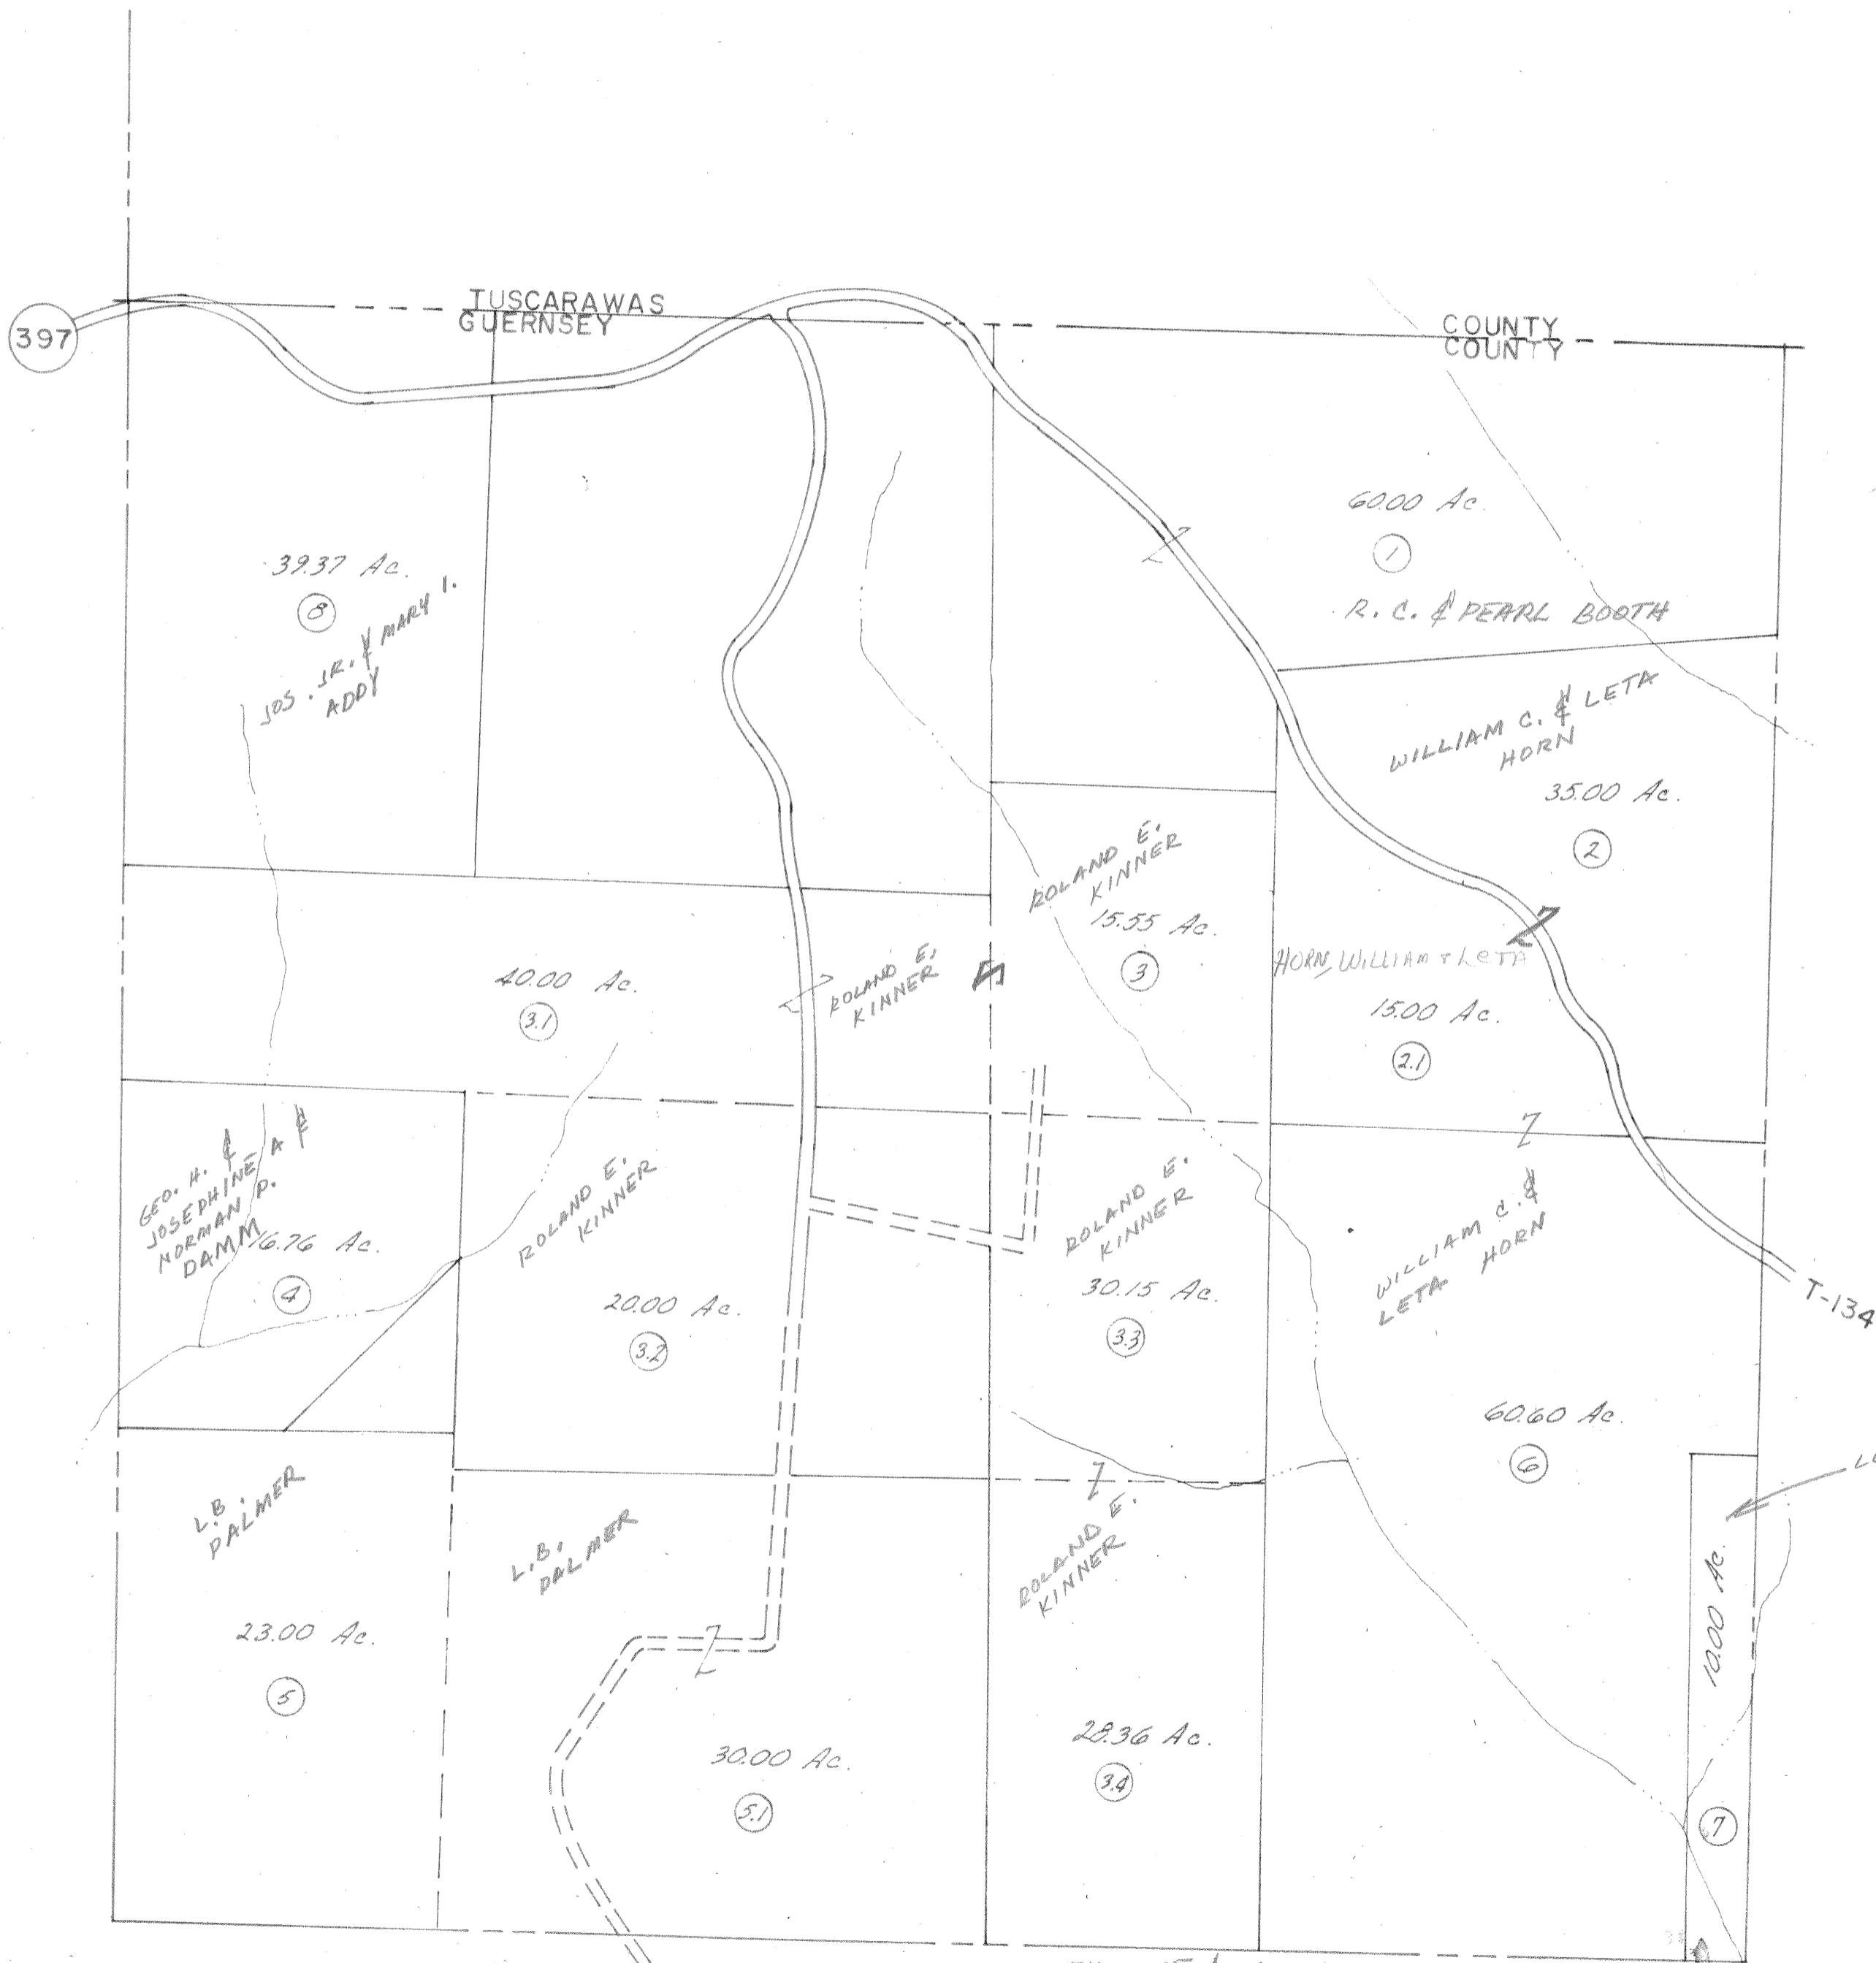 TUSCARAWAS COUNTY
GUERNSEY COUNTY
397
60.00 Ac.
1
R. C. & PEARL BOOTH
39.37 Ac.
8
JOS. JR. & MARY I.
ADDY
WILLIAM C. & LETA
HORN
35.00 Ac.
2
ROLAND E.
KINNER
15.55 Ac.
3
HORN, WILLIAM & LETA
15.00 Ac.
2.1
40.00 Ac.
3.1
ROLAND E.
KINNER
GEO. H. &
JOSEPHINE A &
NORMAN P.
DAMM
16.76 Ac.
4
ROLAND E.
KINNER
20.00 Ac.
3.2
ROLAND E.
KINNER
30.15 Ac.
3.3
WILLIAM C. &
LETA HORN
T-134
60.60 Ac.
6
L.B.
PALMER
23.00 Ac.
5
L.B.
PALMER
30.00 Ac.
5.1
ROLAND E.
KINNER
28.36 Ac.
3.4
10.00 Ac.
7